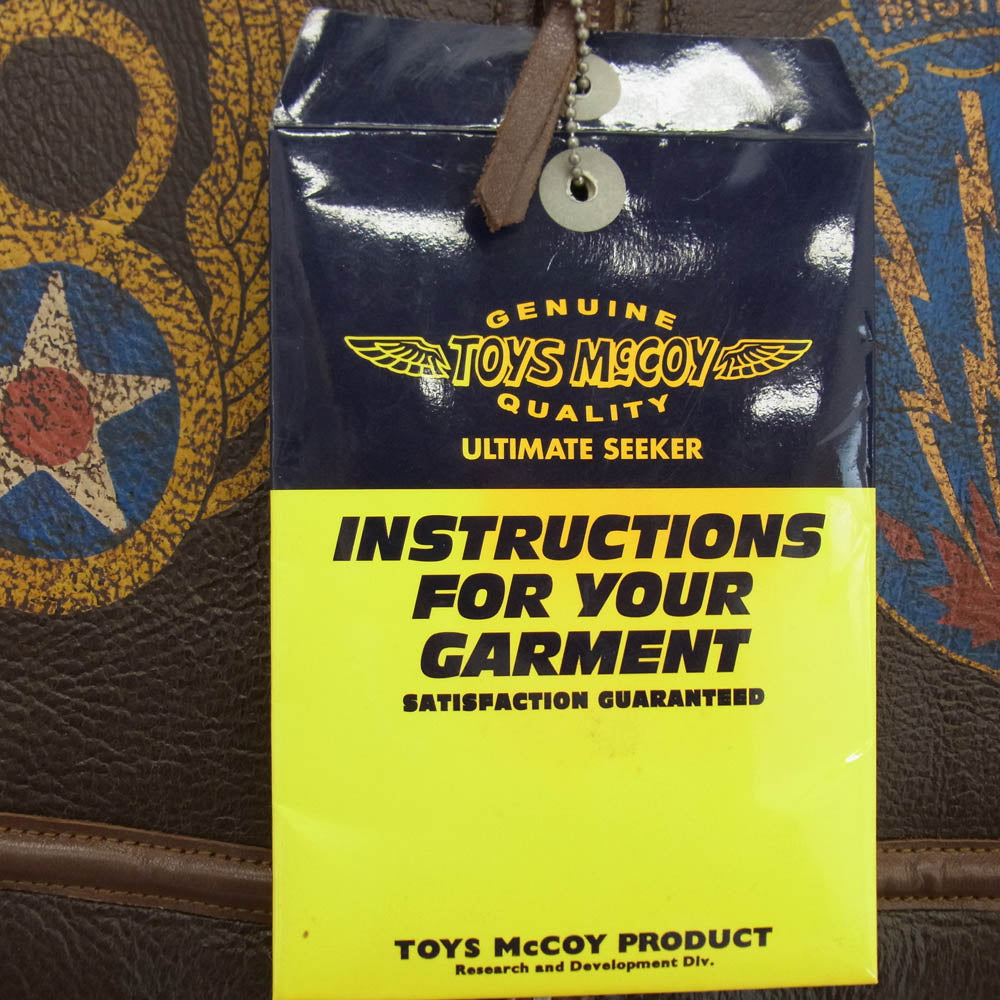 GENUINE
TOYS McCOY
QUALITY
ULTIMATE SEEKER
INSTRUCTIONS
FOR YOUR
GARMENT
SATISFACTION GUARANTEED
TOYS McCOY PRODUCT
Research and Development Div.